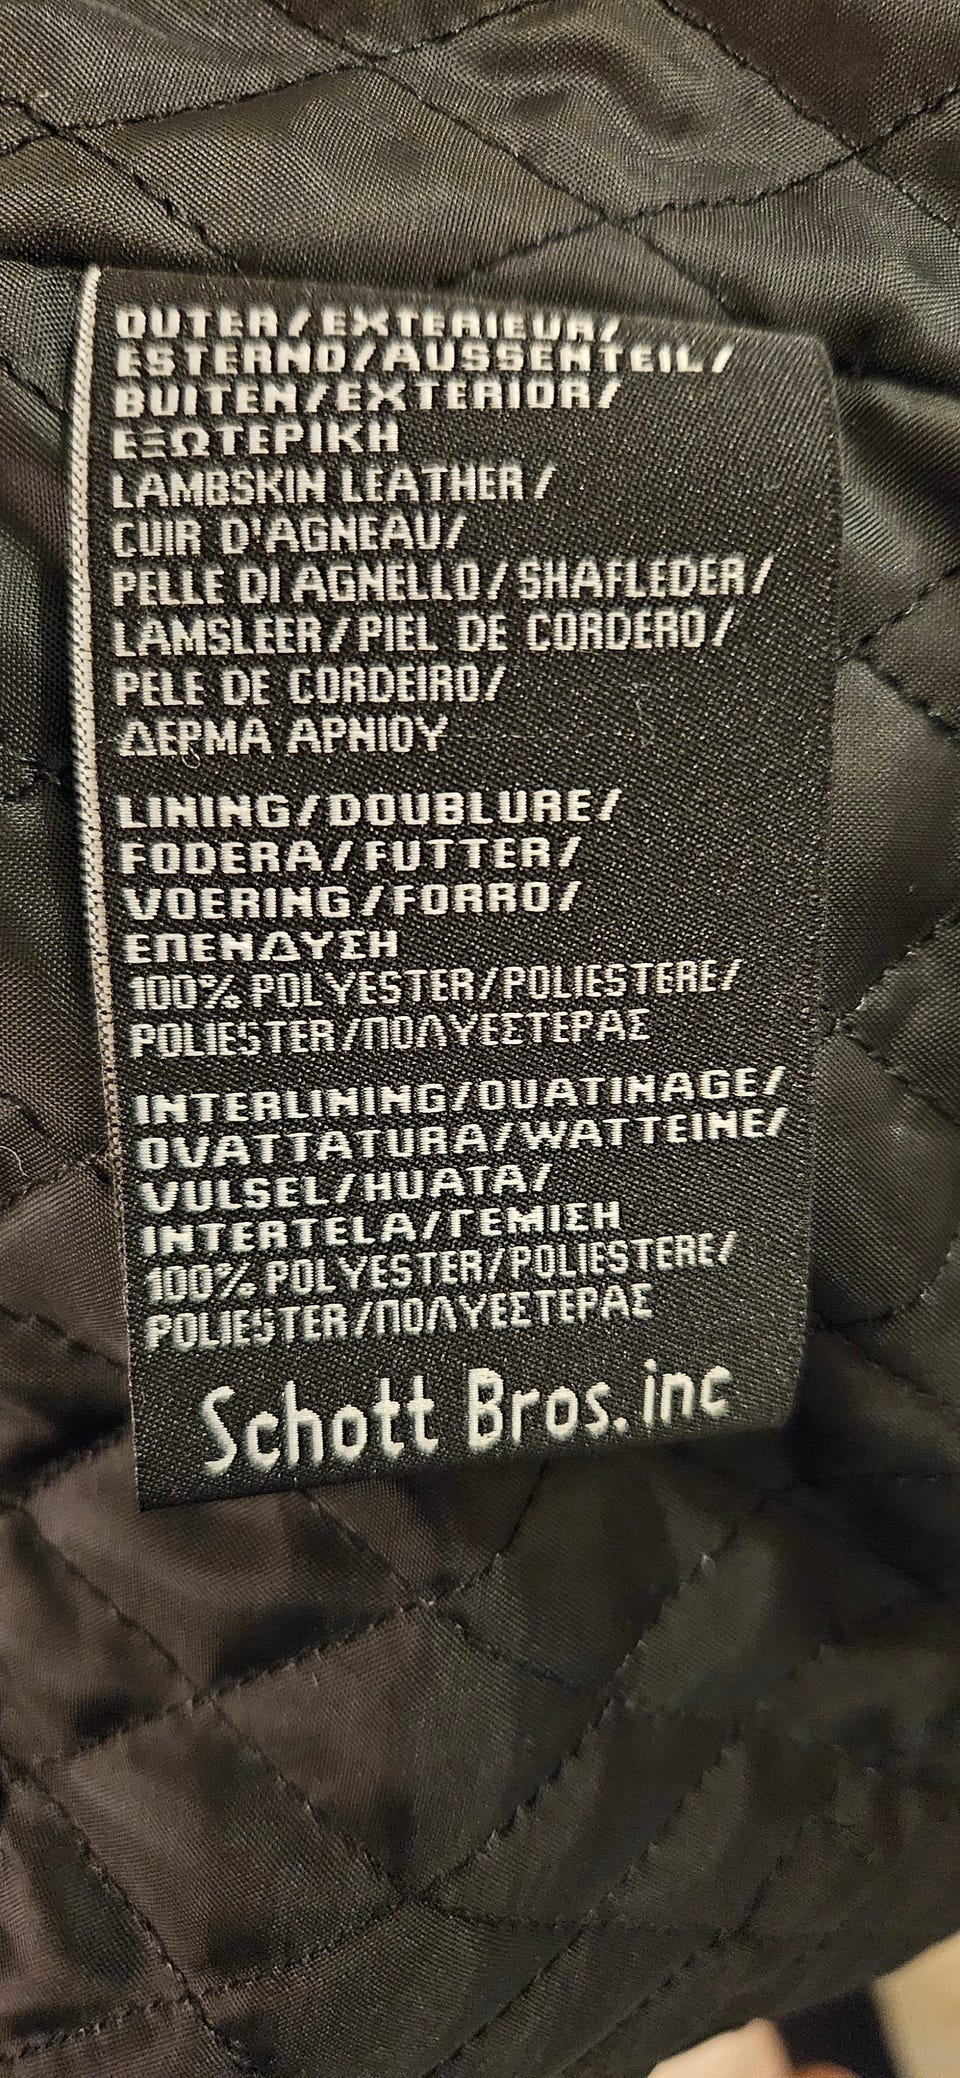 OUTER/EXTERIEUR/
ESTERNO/AUSSENTEIL/
BUITEN/EXTERIOR/
ΕΞΩΤΕΡΙΚΗ
LAMBSKIN LEATHER/
CUIR D'AGNEAU/
PELLE DI AGNELLO/SHAFLEDER/
LAMSLEER/PIEL DE CORDERO/
PELE DE CORDEIRO/
ΔΕΡΜΑ ΑΡΝΙΟΥ
LINING/DOUBLURE/
FODERA/FUTTER/
VOERING/FORRO/
ΕΠΕΝΔΥΣΗ
100% POLYESTER/POLIESTERE/
POLIESTER/ΠΟΛΥΕΣΤΕΡΑΣ
INTERLINING/OUATINAGE/
OVATTATURA/WATTEINE/
VULSEL/HUATA/
INTERTELA/ΓΕΜΙΣΗ
100% POLYESTER/POLIESTERE/
POLIESTER/ΠΟΛΥΕΣΤΕΡΑΣ
Schott Bros. inc